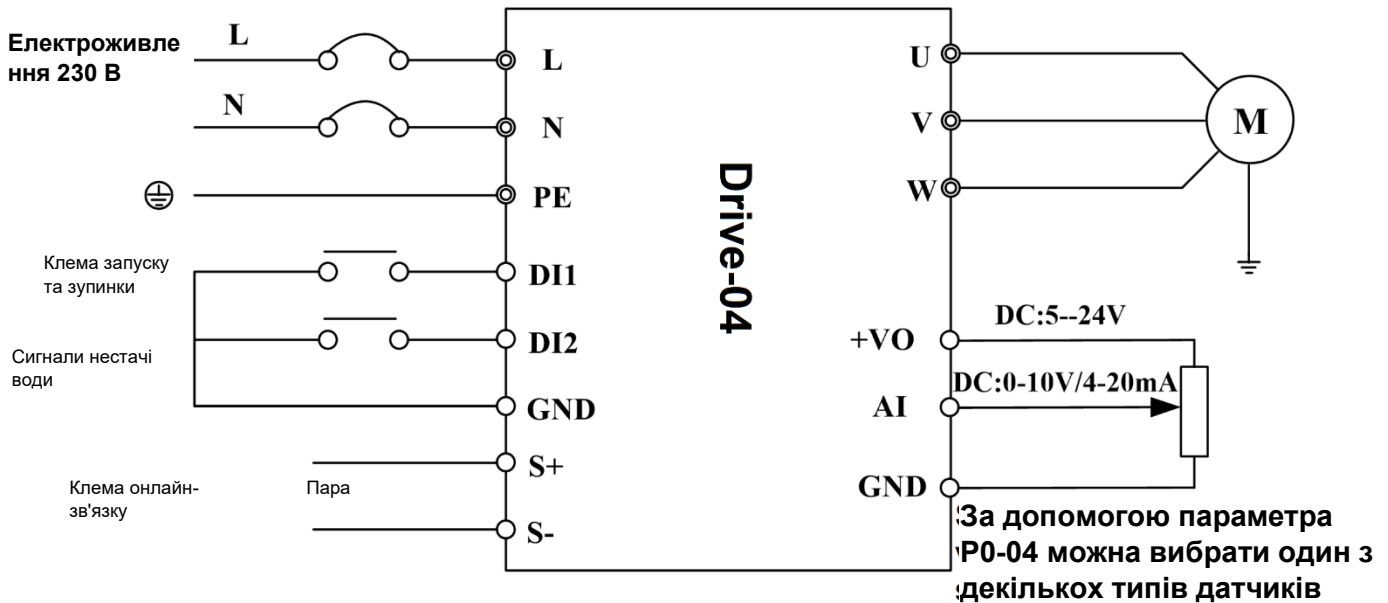 Електроживле
ння 230 В
L
N
L
N
PE
Клема запуску
та зупинки
DI1
Сигнали нестачі
води
DI2
GND
Клема онлайн-
зв'язку
Пара
S+
S-
Drive-04
U
V
W
M
+VO
DC:5--24V
AI
DC:0-10V/4-20mA
GND
За допомогою параметра
P0-04 можна вибрати один з
декількох типів датчиків